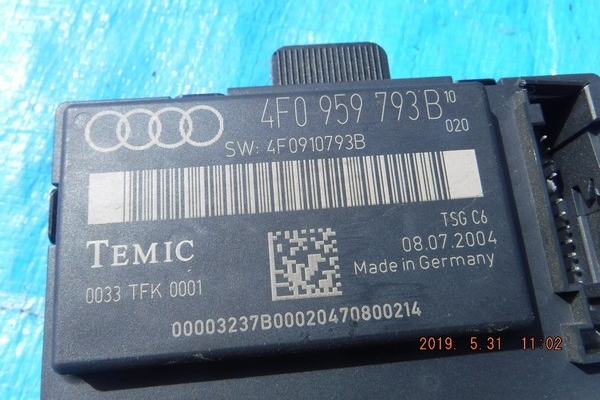 4F0 959 793B 10
020
SW: 4F0910793B
TSG C6
TEMIC
08.07.2004
0033 TFK 0001
Made in Germany
00003237B00020470800214
2019. 5.31 11:02